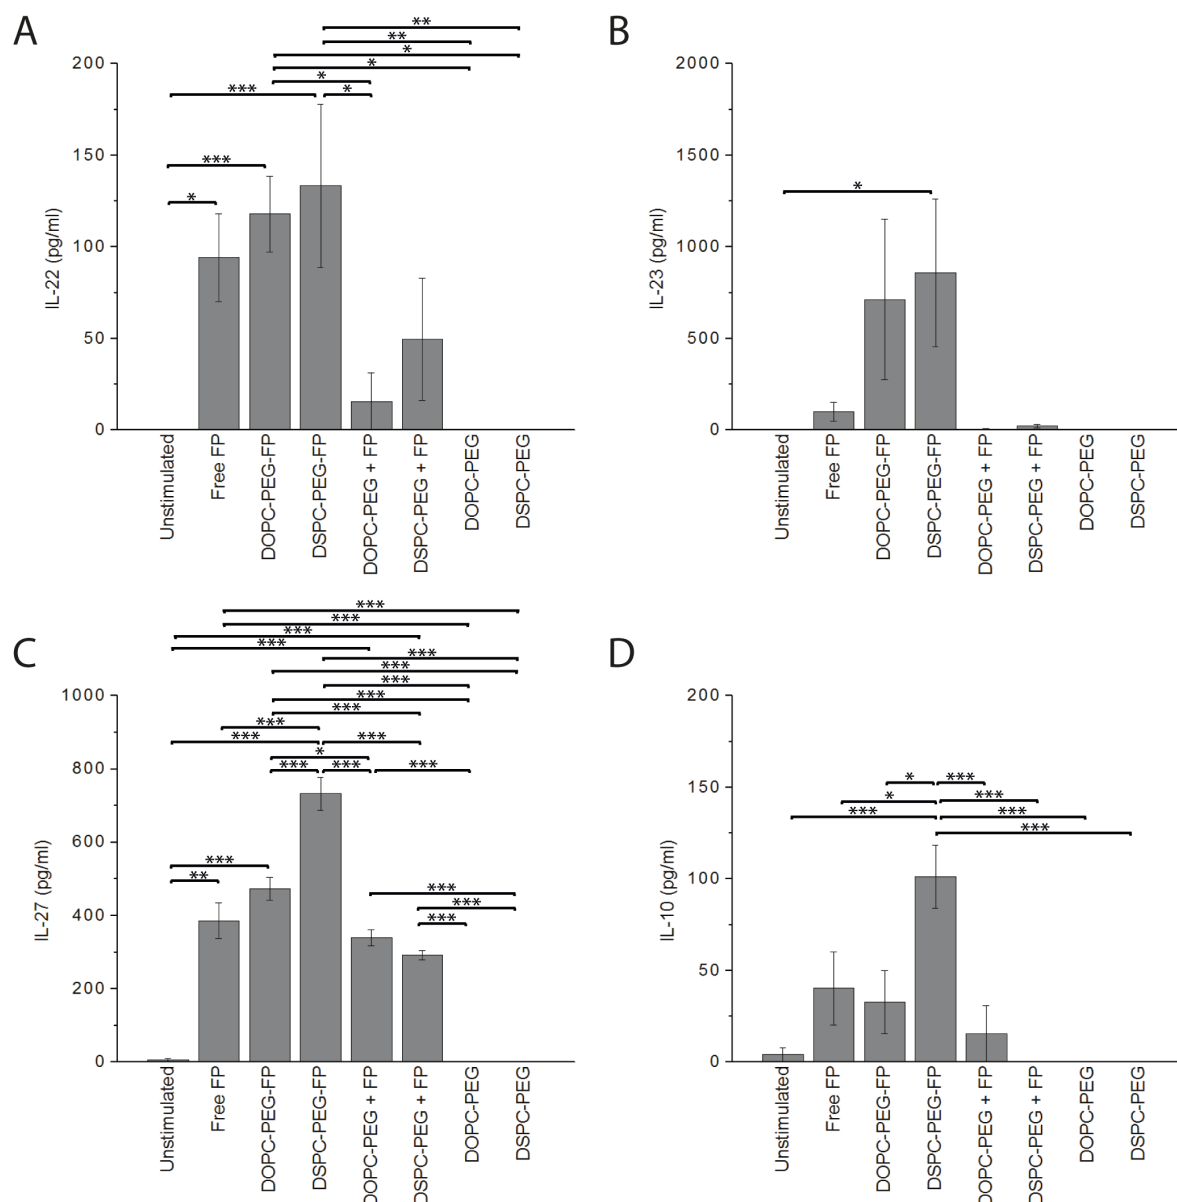 A
**
**
*
*
*
***
*
***
*
200
150
100
50
0
IL-22 (pg/ml)
Unstimulated
Free FP
DOPC-PEG-FP
DSPC-PEG-FP
DOPC-PEG + FP
DSPC-PEG + FP
DOPC-PEG
DSPC-PEG
B
*
2000
1500
1000
500
0
IL-23 (pg/ml)
Unstimulated
Free FP
DOPC-PEG-FP
DSPC-PEG-FP
DOPC-PEG + FP
DSPC-PEG + FP
DOPC-PEG
DSPC-PEG
C
***
***
***
***
***
***
***
***
***
***
***
***
*
***
***
***
***
**
***
***
***
1000
800
600
400
200
0
IL-27 (pg/ml)
Unstimulated
Free FP
DOPC-PEG-FP
DSPC-PEG-FP
DOPC-PEG + FP
DSPC-PEG + FP
DOPC-PEG
DSPC-PEG
D
*
***
*
***
***
***
***
200
150
100
50
0
IL-10 (pg/ml)
Unstimulated
Free FP
DOPC-PEG-FP
DSPC-PEG-FP
DOPC-PEG + FP
DSPC-PEG + FP
DOPC-PEG
DSPC-PEG